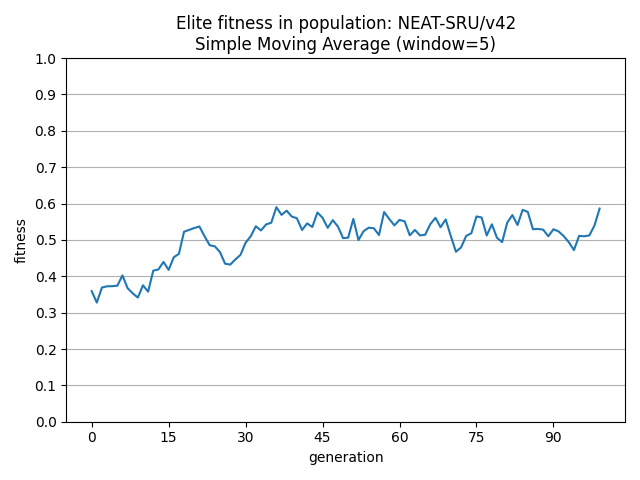 Elite fitness in population: NEAT-SRU/v42
Simple Moving Average (window=5)
1.0
0.9
0.8
0.7
0.6
0.5
0.4
0.3
0.2
0.1
0.0
fitness
0 15 30 45 60 75 90
generation